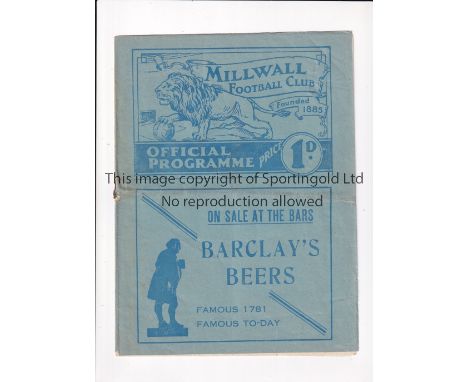 MILLWALL
FOOTBALL CLUB
Founded
1885
OFFICIAL
PROGRAMME PRICE 1D.
This image copyright of Sportingold Ltd
No reproduction allowed
ON SALE AT THE BARS
BARCLAY'S
BEERS
FAMOUS 1781
FAMOUS TO-DAY